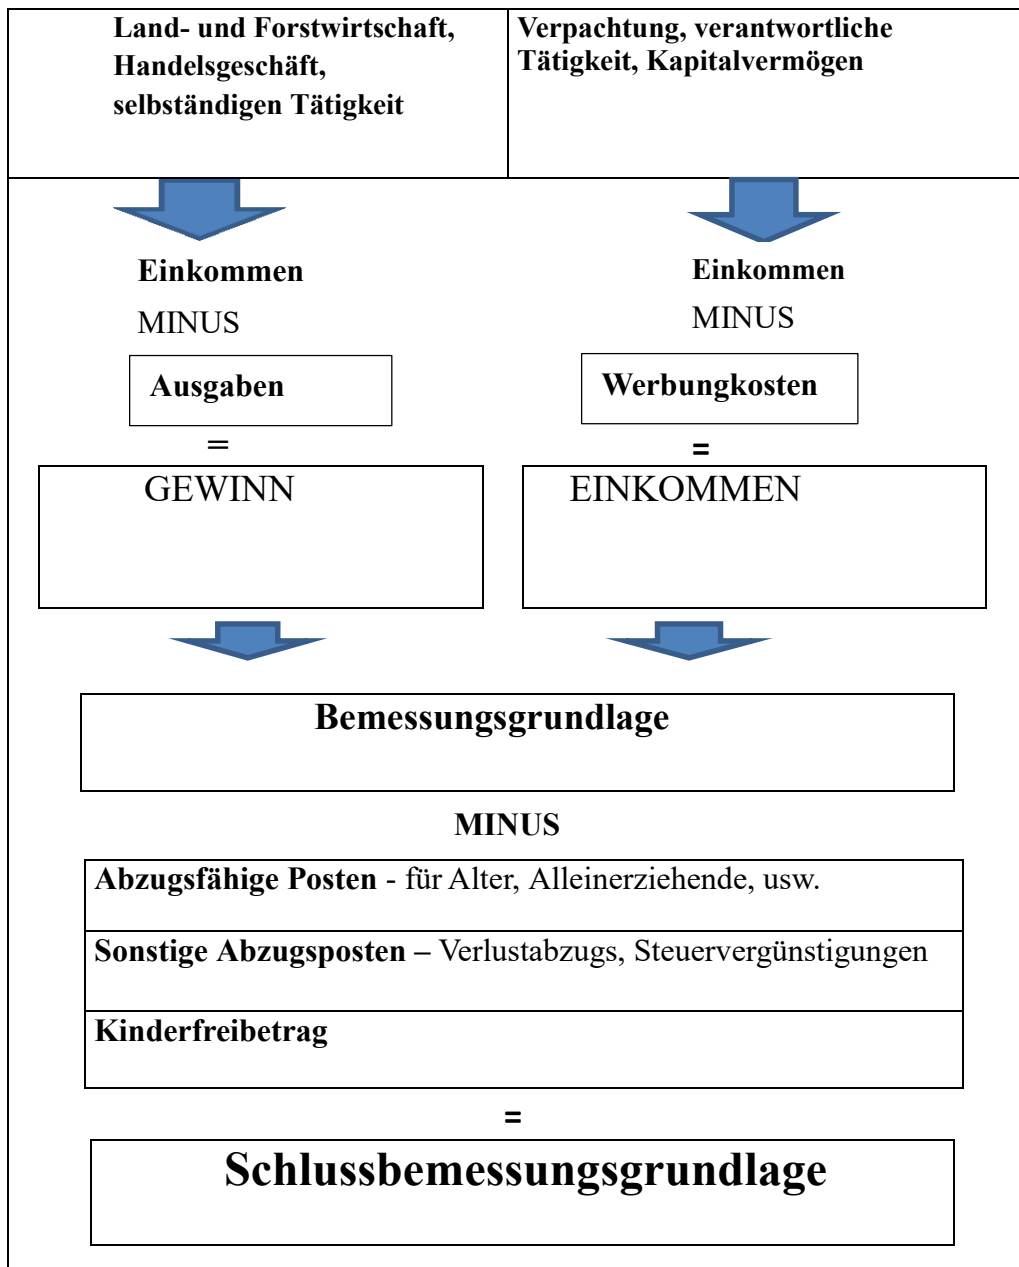 Land- und Forstwirtschaft,
Handelsgeschäft,
selbständigen Tätigkeit
Verpachtung, verantwortliche
Tätigkeit, Kapitalvermögen
Einkommen
MINUS
Ausgaben
=
GEWINN
Einkommen
MINUS
Werbungkosten
=
EINKOMMEN
Bemessungsgrundlage
MINUS
Abzugsfähige Posten - für Alter, Alleinerziehende, usw.
Sonstige Abzugsposten – Verlustabzugs, Steuervergünstigungen
Kinderfreibetrag
=
Schlussbemessungsgrundlage